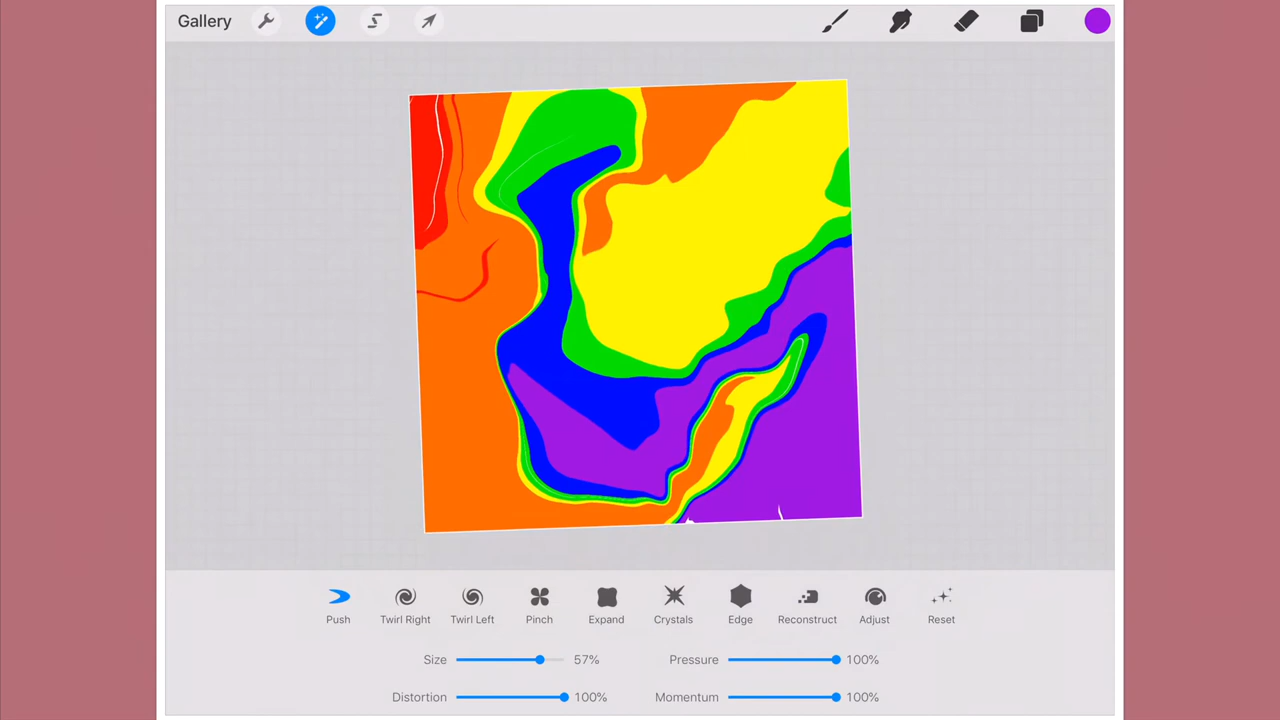 Gallery
Push Twirl Right Twirl Left Pinch Expand Crystals Edge Reconstruct Adjust Reset
Size 57% Pressure 100%
Distortion 100% Momentum 100%